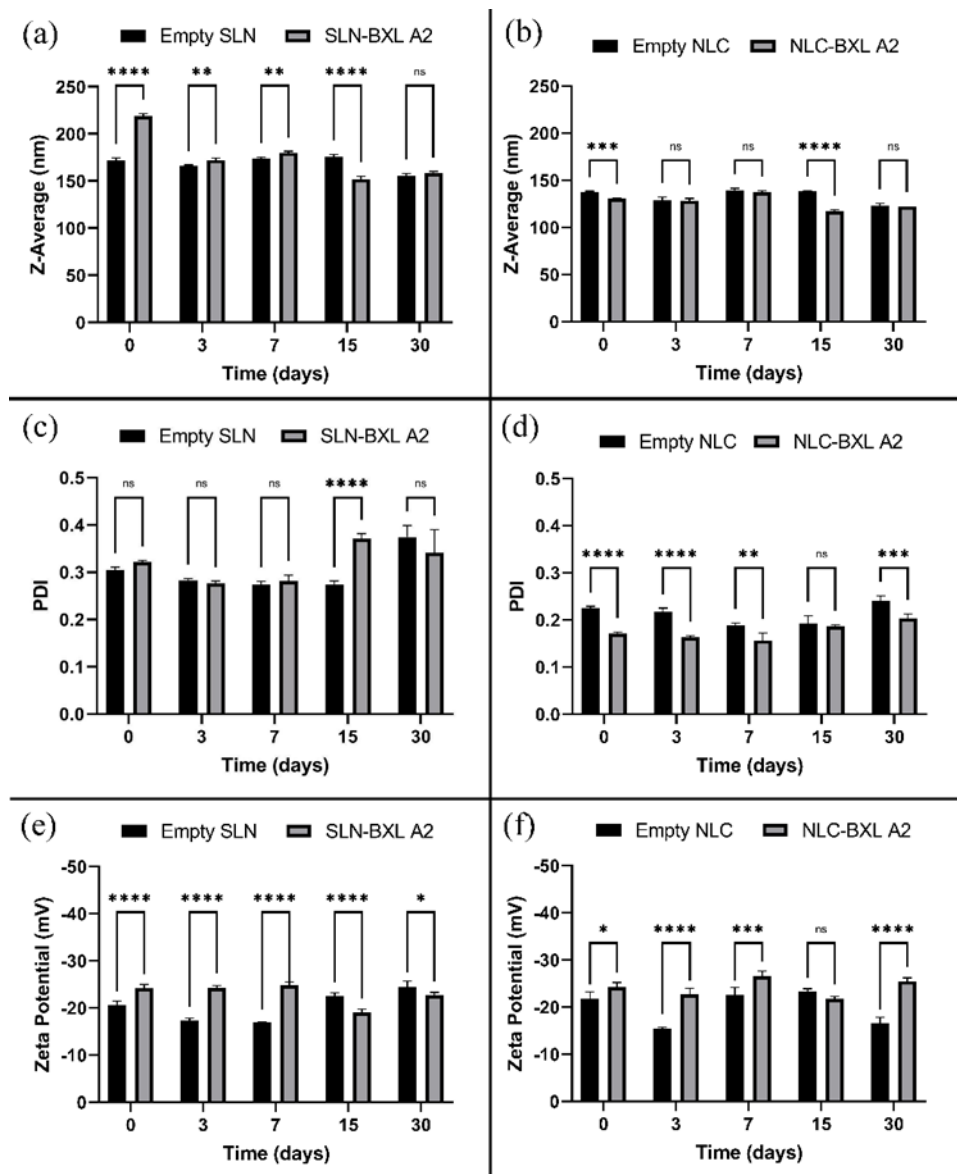 (a)
Empty SLN SLN-BXL A2
**** ** ** **** ns
250
200
150
100
50
0
Z-Average (nm)
0 3 7 15 30
Time (days)
(b)
Empty NLC NLC-BXL A2
250
200
150
100
50
0
Z-Average (nm)
*** ns ns **** ns
0 3 7 15 30
Time (days)
(c)
Empty SLN SLN-BXL A2
0.5
0.4
0.3
0.2
0.1
0.0
PDI
ns ns ns **** ns
0 3 7 15 30
Time (days)
(d)
Empty NLC NLC-BXL A2
0.5
0.4
0.3
0.2
0.1
0.0
PDI
**** **** ** ns ***
0 3 7 15 30
Time (days)
(e)
Empty SLN SLN-BXL A2
-50
-40
-30
-20
-10
0
Zeta Potential (mV)
**** **** **** **** *
0 3 7 15 30
Time (days)
(f)
Empty NLC NLC-BXL A2
-50
-40
-30
-20
-10
0
Zeta Potential (mV)
* **** *** ns ****
0 3 7 15 30
Time (days)